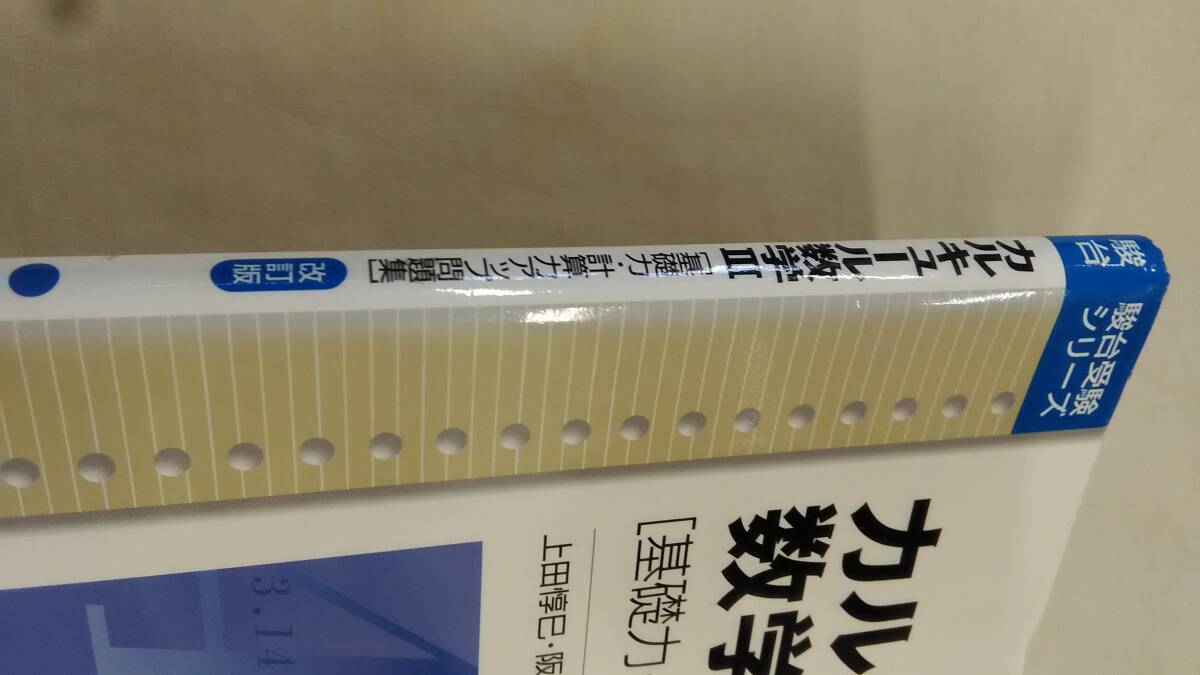 駿台
カルキュール数学III [基礎力・計算力アップ問題集]
改訂版
駿台受験
シリーズ
カル
数学
[基礎力・
上田惇巳・阪
3.14